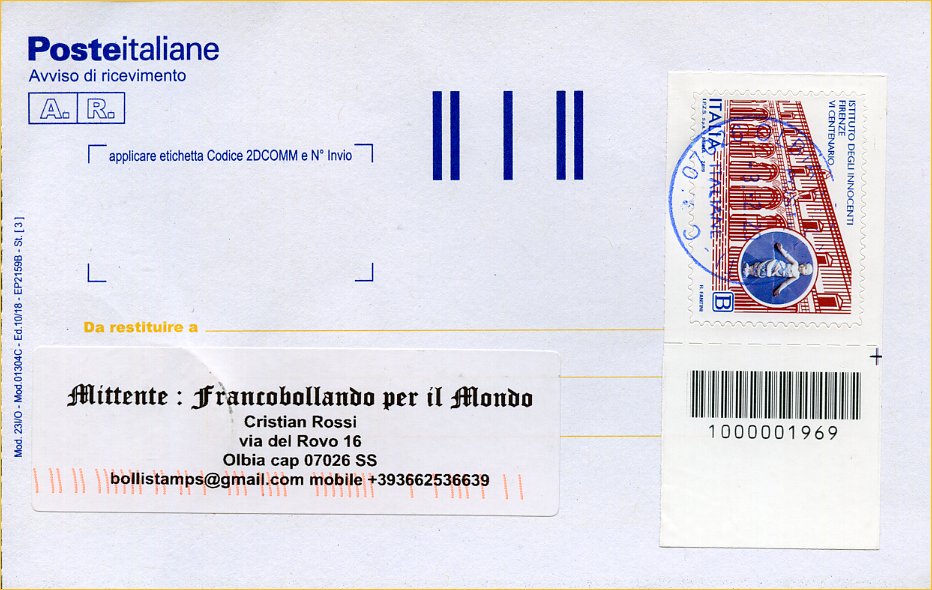 Posteitaliane
Avviso di ricevimento
A. R.
applicare etichetta Codice 2DCOMM e N° Invio
Mod. 23I/O - Mod.01304C - Ed.10/18 - EP2159B - St. [3]
Da restituire a
Mittente : Francobollando per il Mondo
Cristian Rossi
via del Rovo 16
Olbia cap 07026 SS
bollistamps@gmail.com mobile +393662536639
ISTITUTO DEGLI INNOCENTI
FIRENZE
VI CENTENARIO
ITALIA
R. FANTINI
B
ITALIANE
1000001969